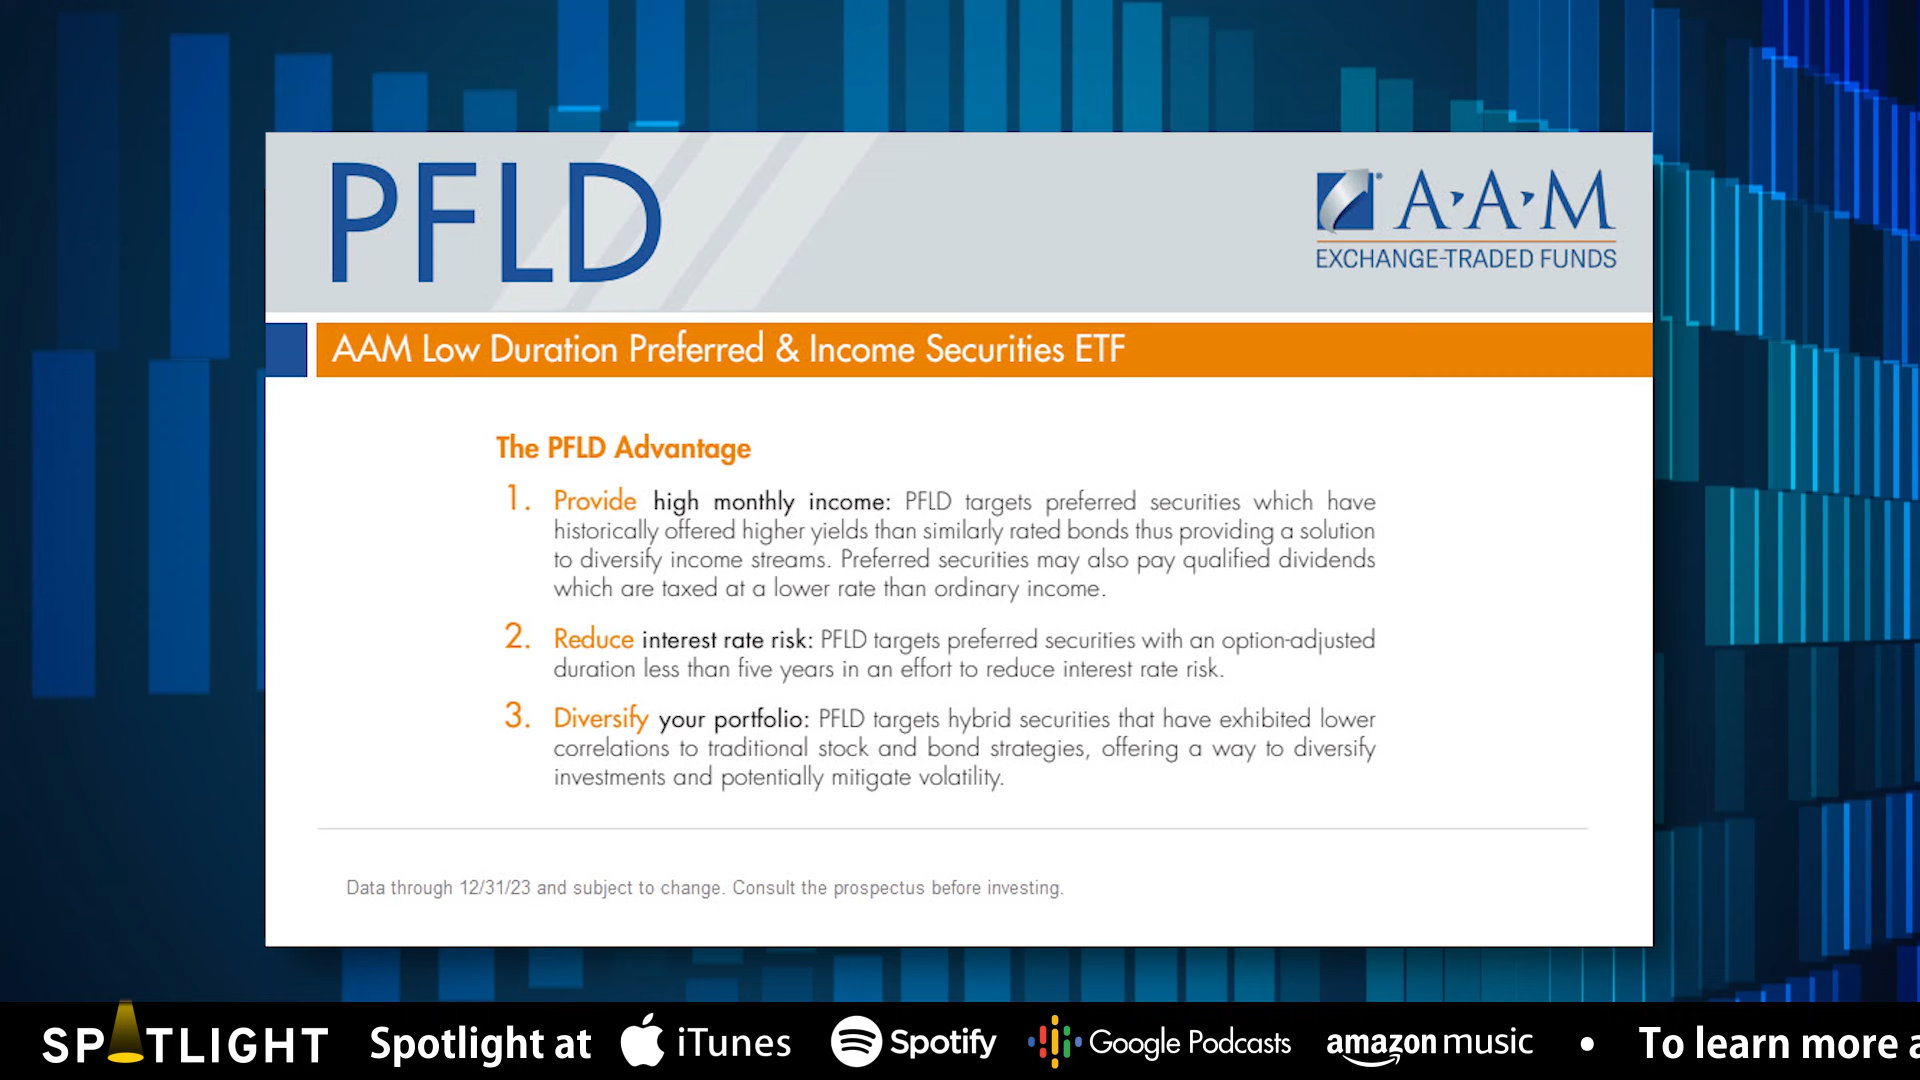 PFLD
A·A·M
EXCHANGE-TRADED FUNDS
AAM Low Duration Preferred & Income Securities ETF
The PFLD Advantage
1. Provide high monthly income: PFLD targets preferred securities which have
historically offered higher yields than similarly rated bonds thus providing a solution
to diversify income streams. Preferred securities may also pay qualified dividends
which are taxed at a lower rate than ordinary income.
2. Reduce interest rate risk: PFLD targets preferred securities with an option-adjusted
duration less than five years in an effort to reduce interest rate risk.
3. Diversify your portfolio: PFLD targets hybrid securities that have exhibited lower
correlations to traditional stock and bond strategies, offering a way to diversify
investments and potentially mitigate volatility.
Data through 12/31/23 and subject to change. Consult the prospectus before investing.
SPOTLIGHT Spotlight at iTunes Spotify Google Podcasts amazon music • To learn more a